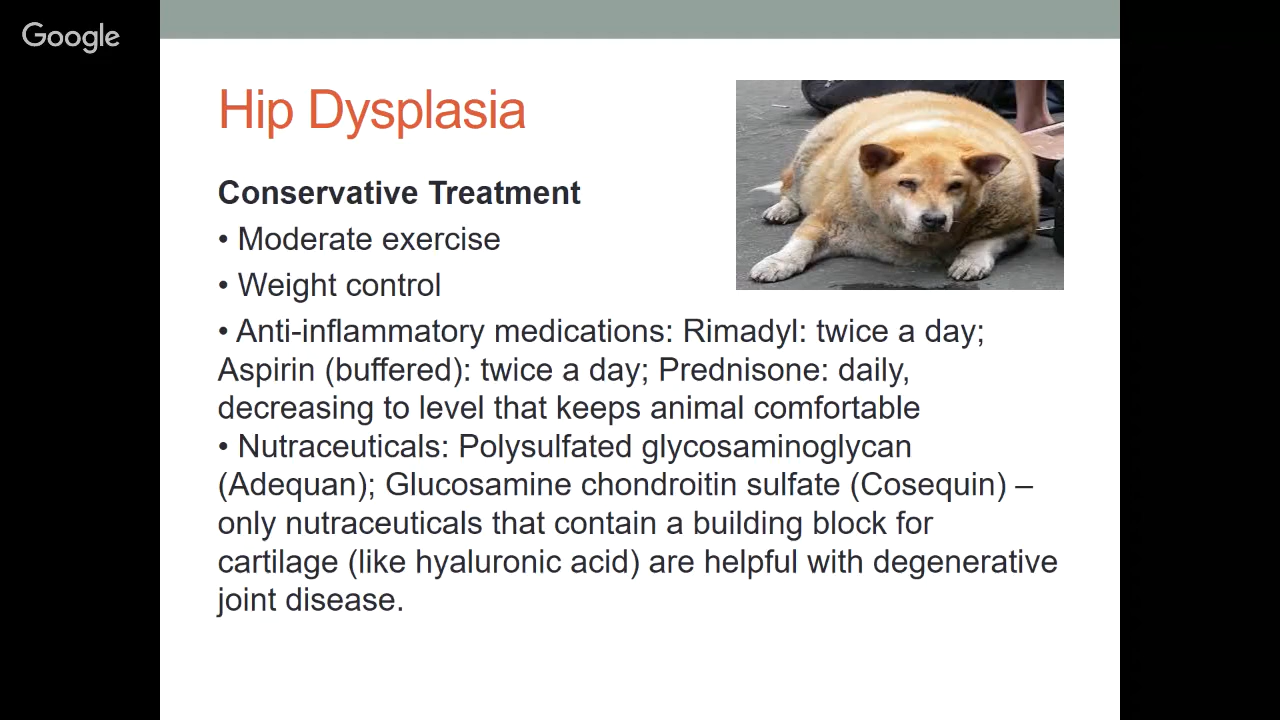 Google
Hip Dysplasia
Conservative Treatment
• Moderate exercise
• Weight control
• Anti-inflammatory medications: Rimadyl: twice a day;
Aspirin (buffered): twice a day; Prednisone: daily,
decreasing to level that keeps animal comfortable
• Nutraceuticals: Polysulfated glycosaminoglycan
(Adequan); Glucosamine chondroitin sulfate (Cosequin) –
only nutraceuticals that contain a building block for
cartilage (like hyaluronic acid) are helpful with degenerative
joint disease.